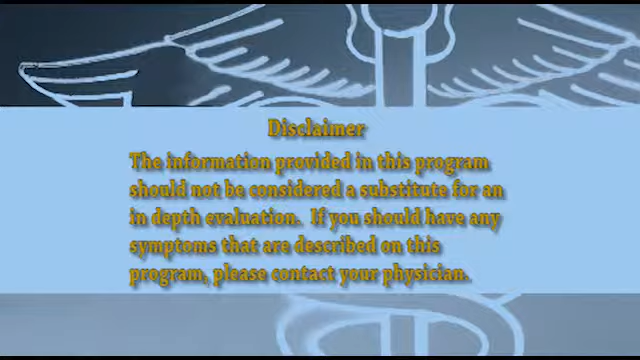 Disclaimer
The information provided in this program
should not be considered a substitute for an
in depth evaluation.  If you should have any
symptoms that are described on this
program, please contact your physician.